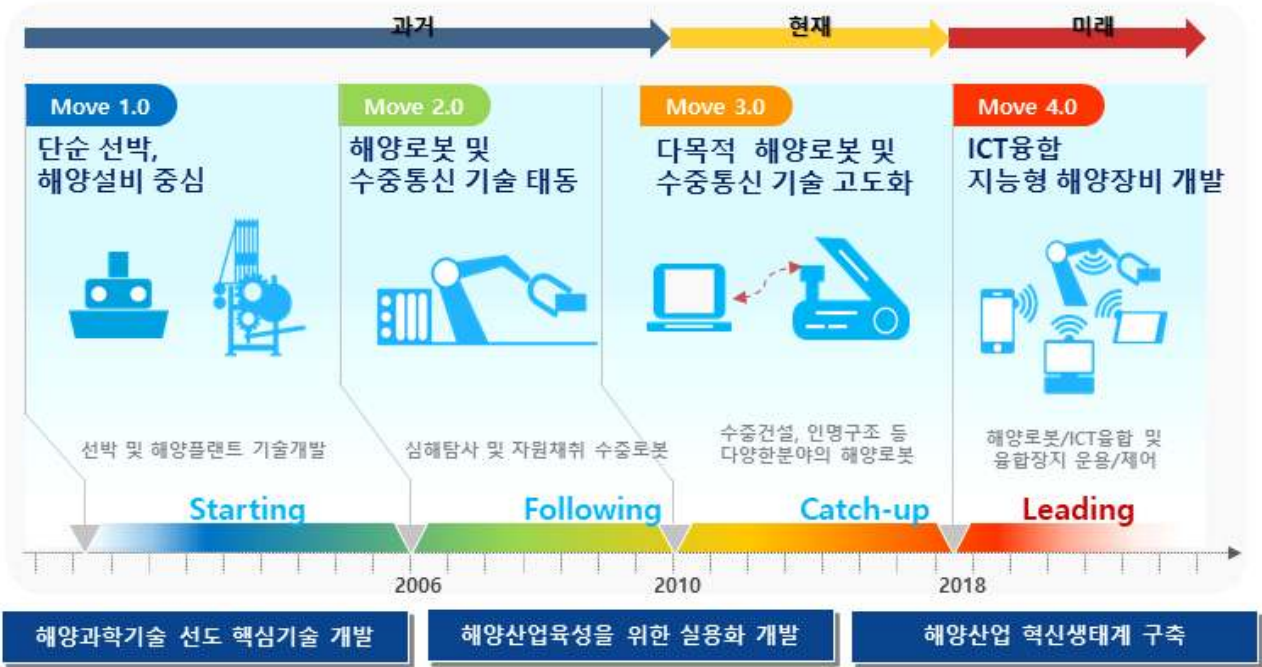 과거
현재
미래
Move 1.0
단순 선박,
해양설비 중심
선박 및 해양플랜트 기술개발
Starting
Move 2.0
해양로봇 및
수중통신 기술 태동
심해탐사 및 자원채취 수중로봇
Following
Move 3.0
다목적 해양로봇 및
수중통신 기술 고도화
수중건설, 인명구조 등
다양한분야의 해양로봇
Catch-up
Move 4.0
ICT융합
지능형 해양장비 개발
해양로봇/ICT융합 및
융합장지 운용/제어
Leading
2006
2010
2018
해양과학기술 선도 핵심기술 개발
해양산업육성을 위한 실용화 개발
해양산업 혁신생태계 구축